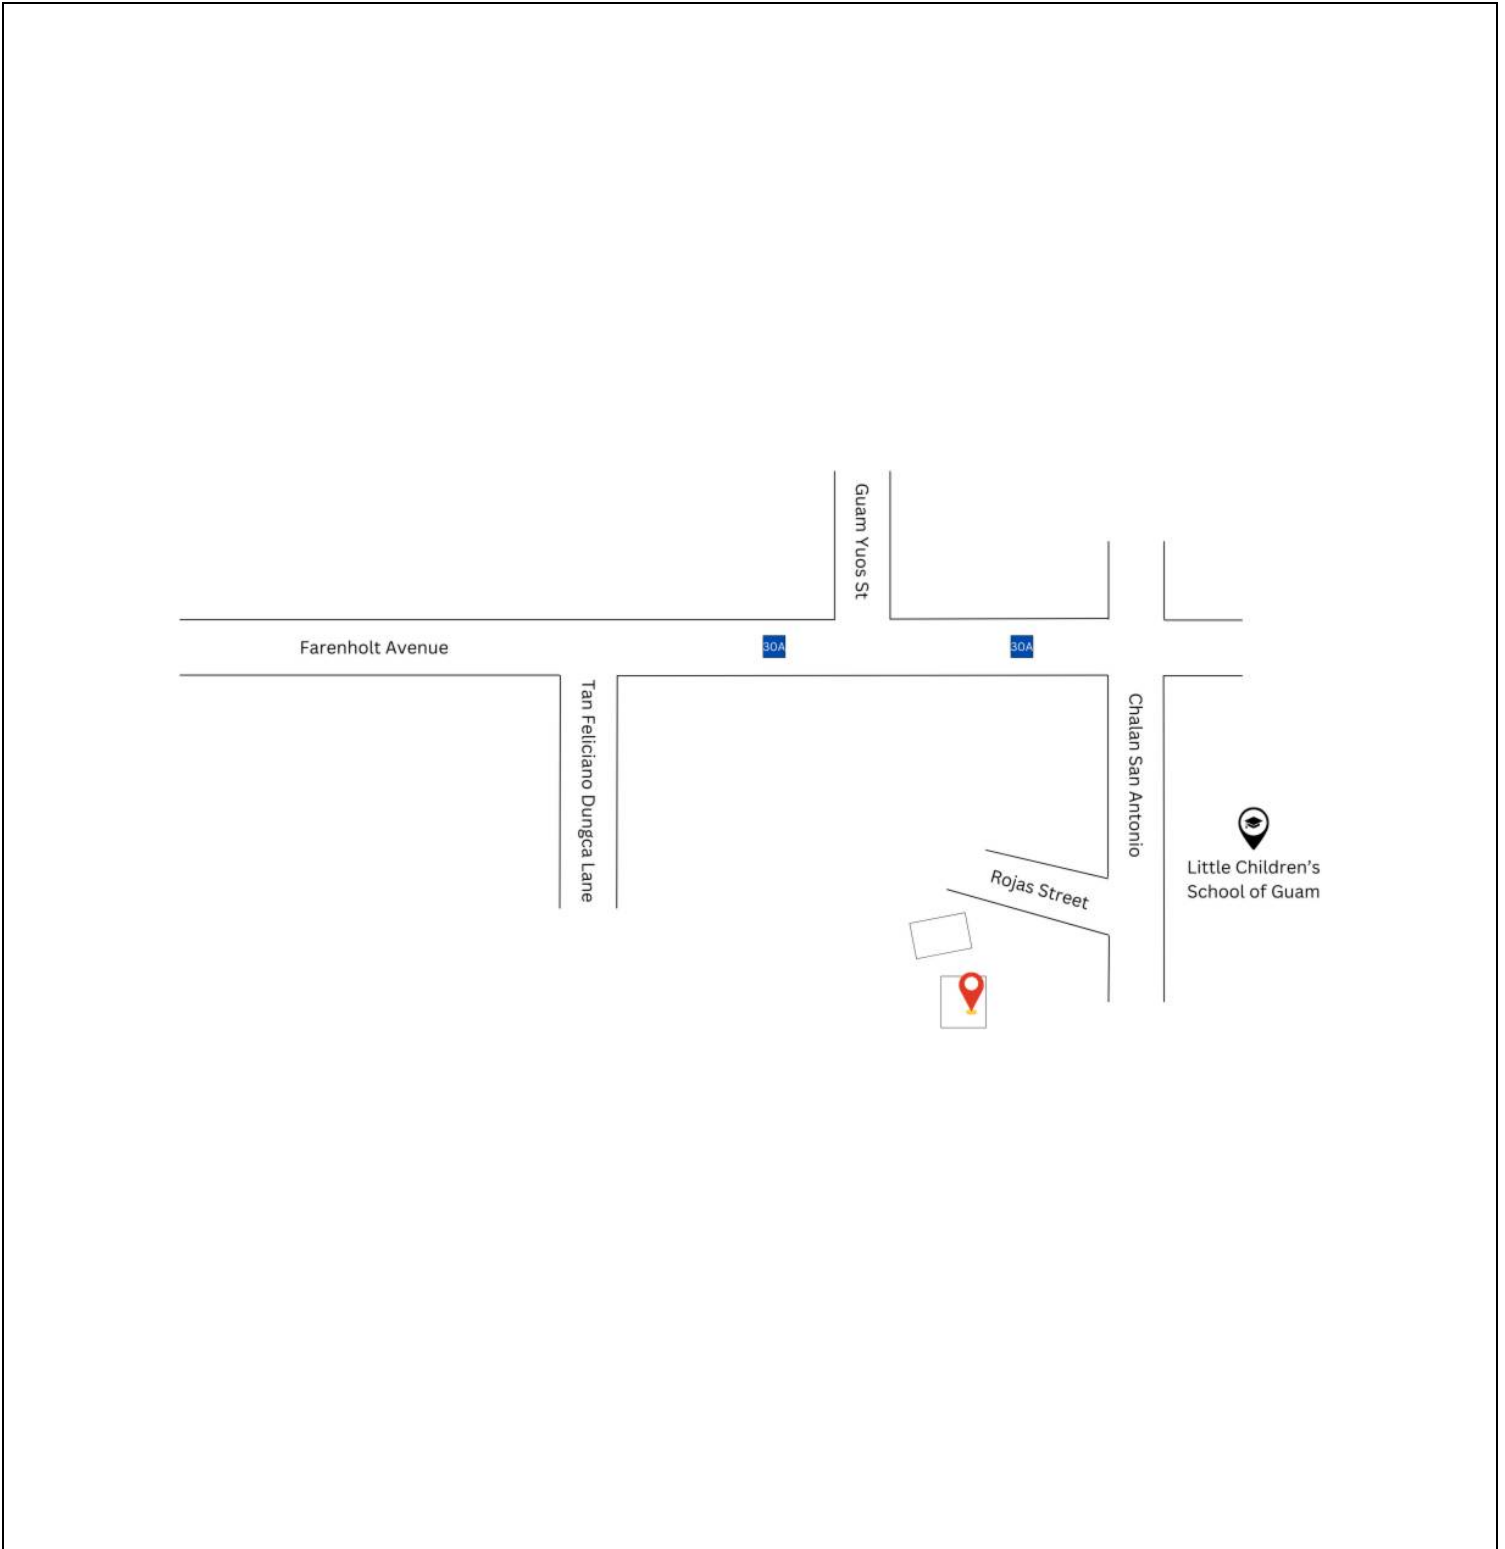 Guam Yuos St
Farenholt Avenue
30A
30A
Tan Feliciano Dungca Lane
Chalan San Antonio
Little Children’s
School of Guam
Rojas Street